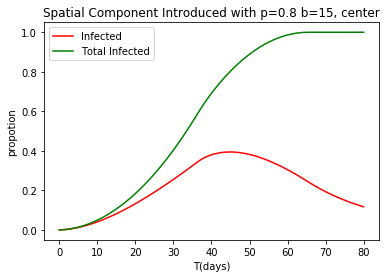 Spatial Component Introduced with p=0.8 b=15, center
Infected
Total Infected
1.0
0.8
0.6
0.4
0.2
0.0
propotion
0 10 20 30 40 50 60 70 80
T(days)